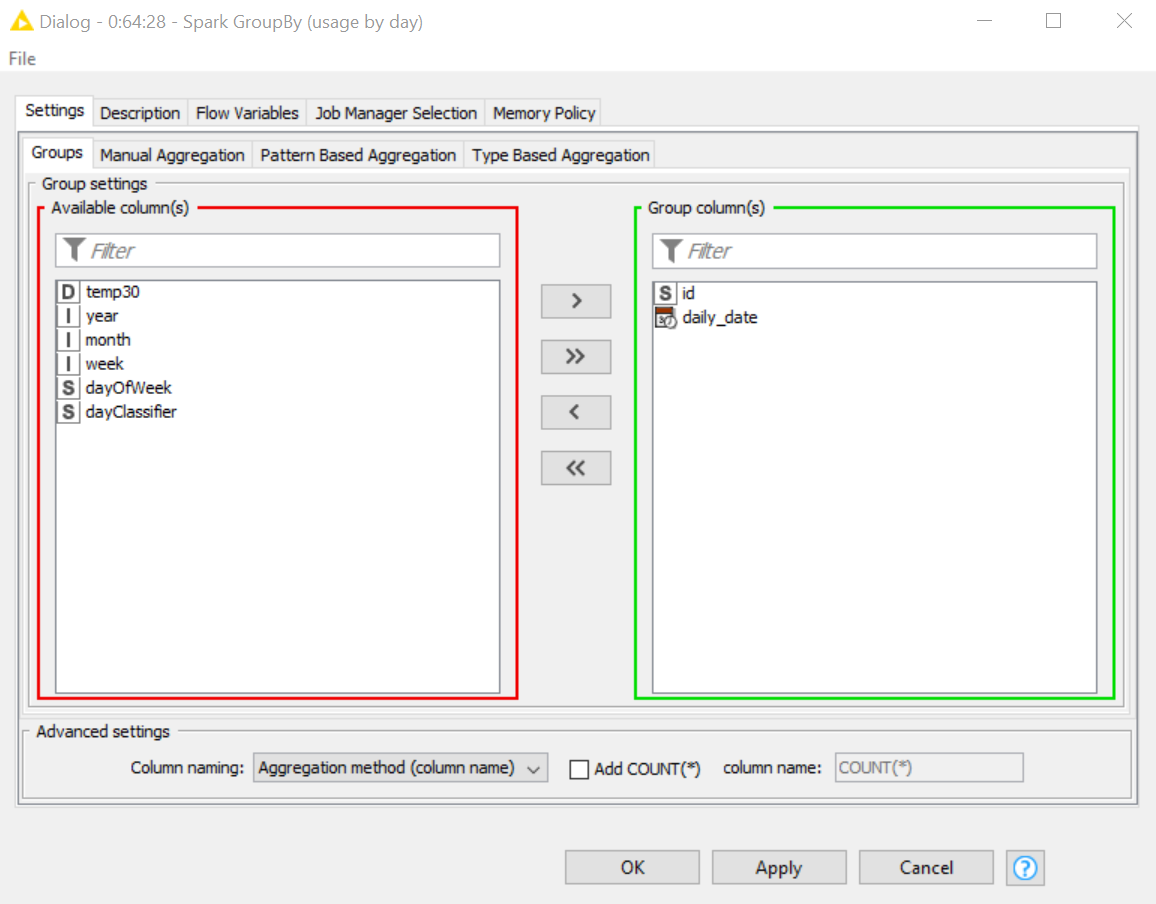 Dialog - 0:64:28 - Spark GroupBy (usage by day)
File
Settings Description Flow Variables Job Manager Selection Memory Policy
Groups Manual Aggregation Pattern Based Aggregation Type Based Aggregation
Group settings
Available column(s)
Filter
D temp30
I year
I month
I week
S dayOfWeek
S dayClassifier
>
>>
<
<<
Group column(s)
Filter
S id
daily_date
Advanced settings
Column naming: Aggregation method (column name) Add COUNT(*) column name: COUNT(*)
OK Apply Cancel ?